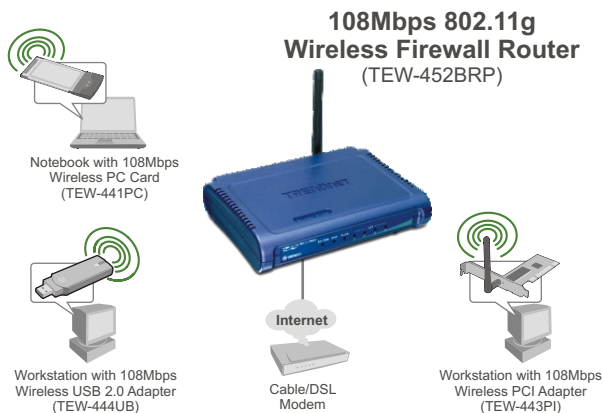 108Mbps 802.11g
Wireless Firewall Router
(TEW-452BRP)
Notebook with 108Mbps
Wireless PC Card
(TEW-441PC)
TRENDNET
Internet
Workstation with 108Mbps
Wireless USB 2.0 Adapter
(TEW-444UB)
Cable/DSL
Modem
Workstation with 108Mbps
Wireless PCI Adapter
(TEW-443PI)